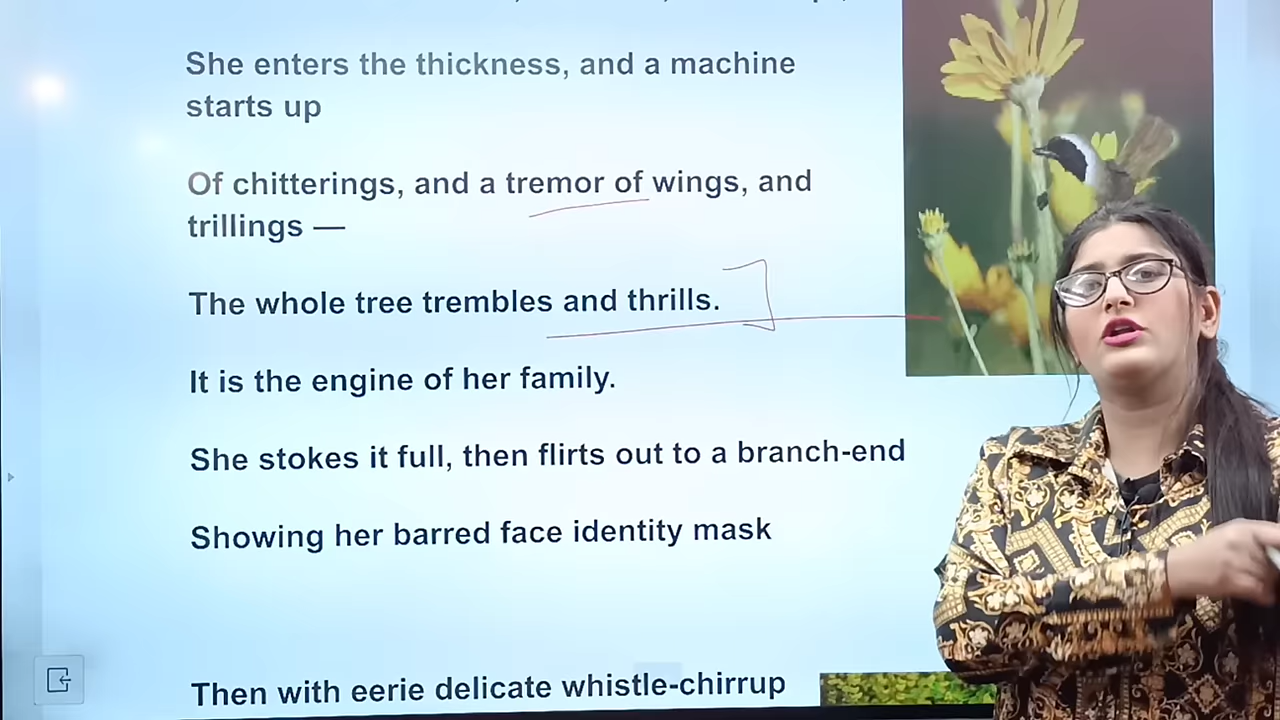 She enters the thickness, and a machine
starts up
Of chitterings, and a tremor of wings, and
trillings —
The whole tree trembles and thrills.
It is the engine of her family.
She stokes it full, then flirts out to a branch-end
Showing her barred face identity mask
Then with eerie delicate whistle-chirrup